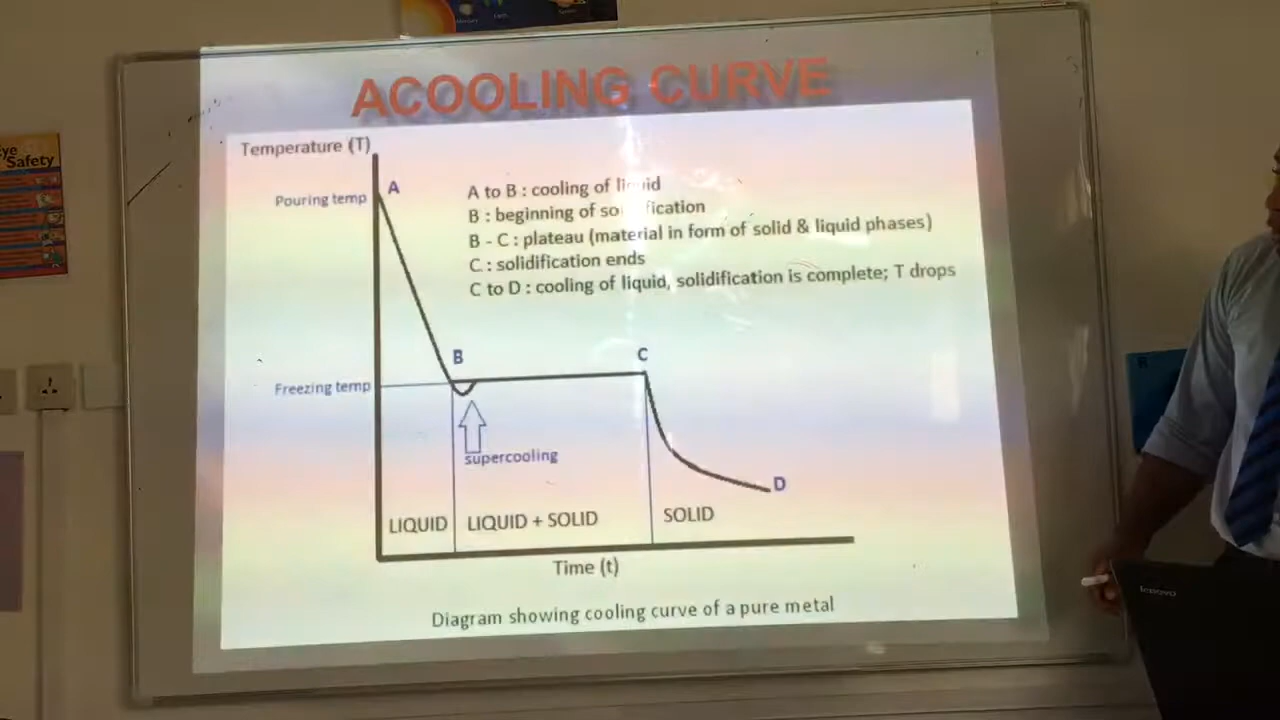 ACOOLING CURVE
Temperature (T)
Pouring temp
A
A to B : cooling of liquid
B : beginning of solidification
B - C : plateau (material in form of solid & liquid phases)
C : solidification ends
C to D : cooling of liquid, solidification is complete; T drops
B
C
Freezing temp
supercooling
D
LIQUID
LIQUID + SOLID
SOLID
Time (t)
Diagram showing cooling curve of a pure metal
Eye
Safety
lenovo